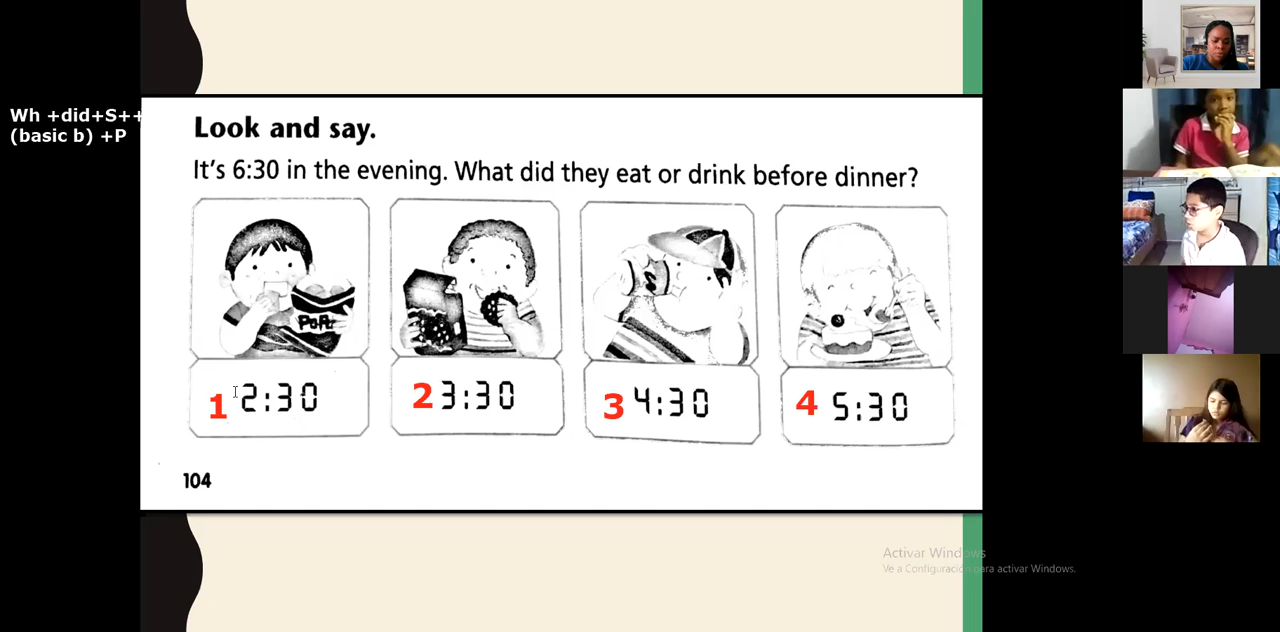 Wh +did+S++
(basic b) +P
Look and say.
It's 6:30 in the evening. What did they eat or drink before dinner?
1 2:30
2 3:30
3 4:30
4 5:30
104
Activar Windows
Ve a Configuración para activar Windows.